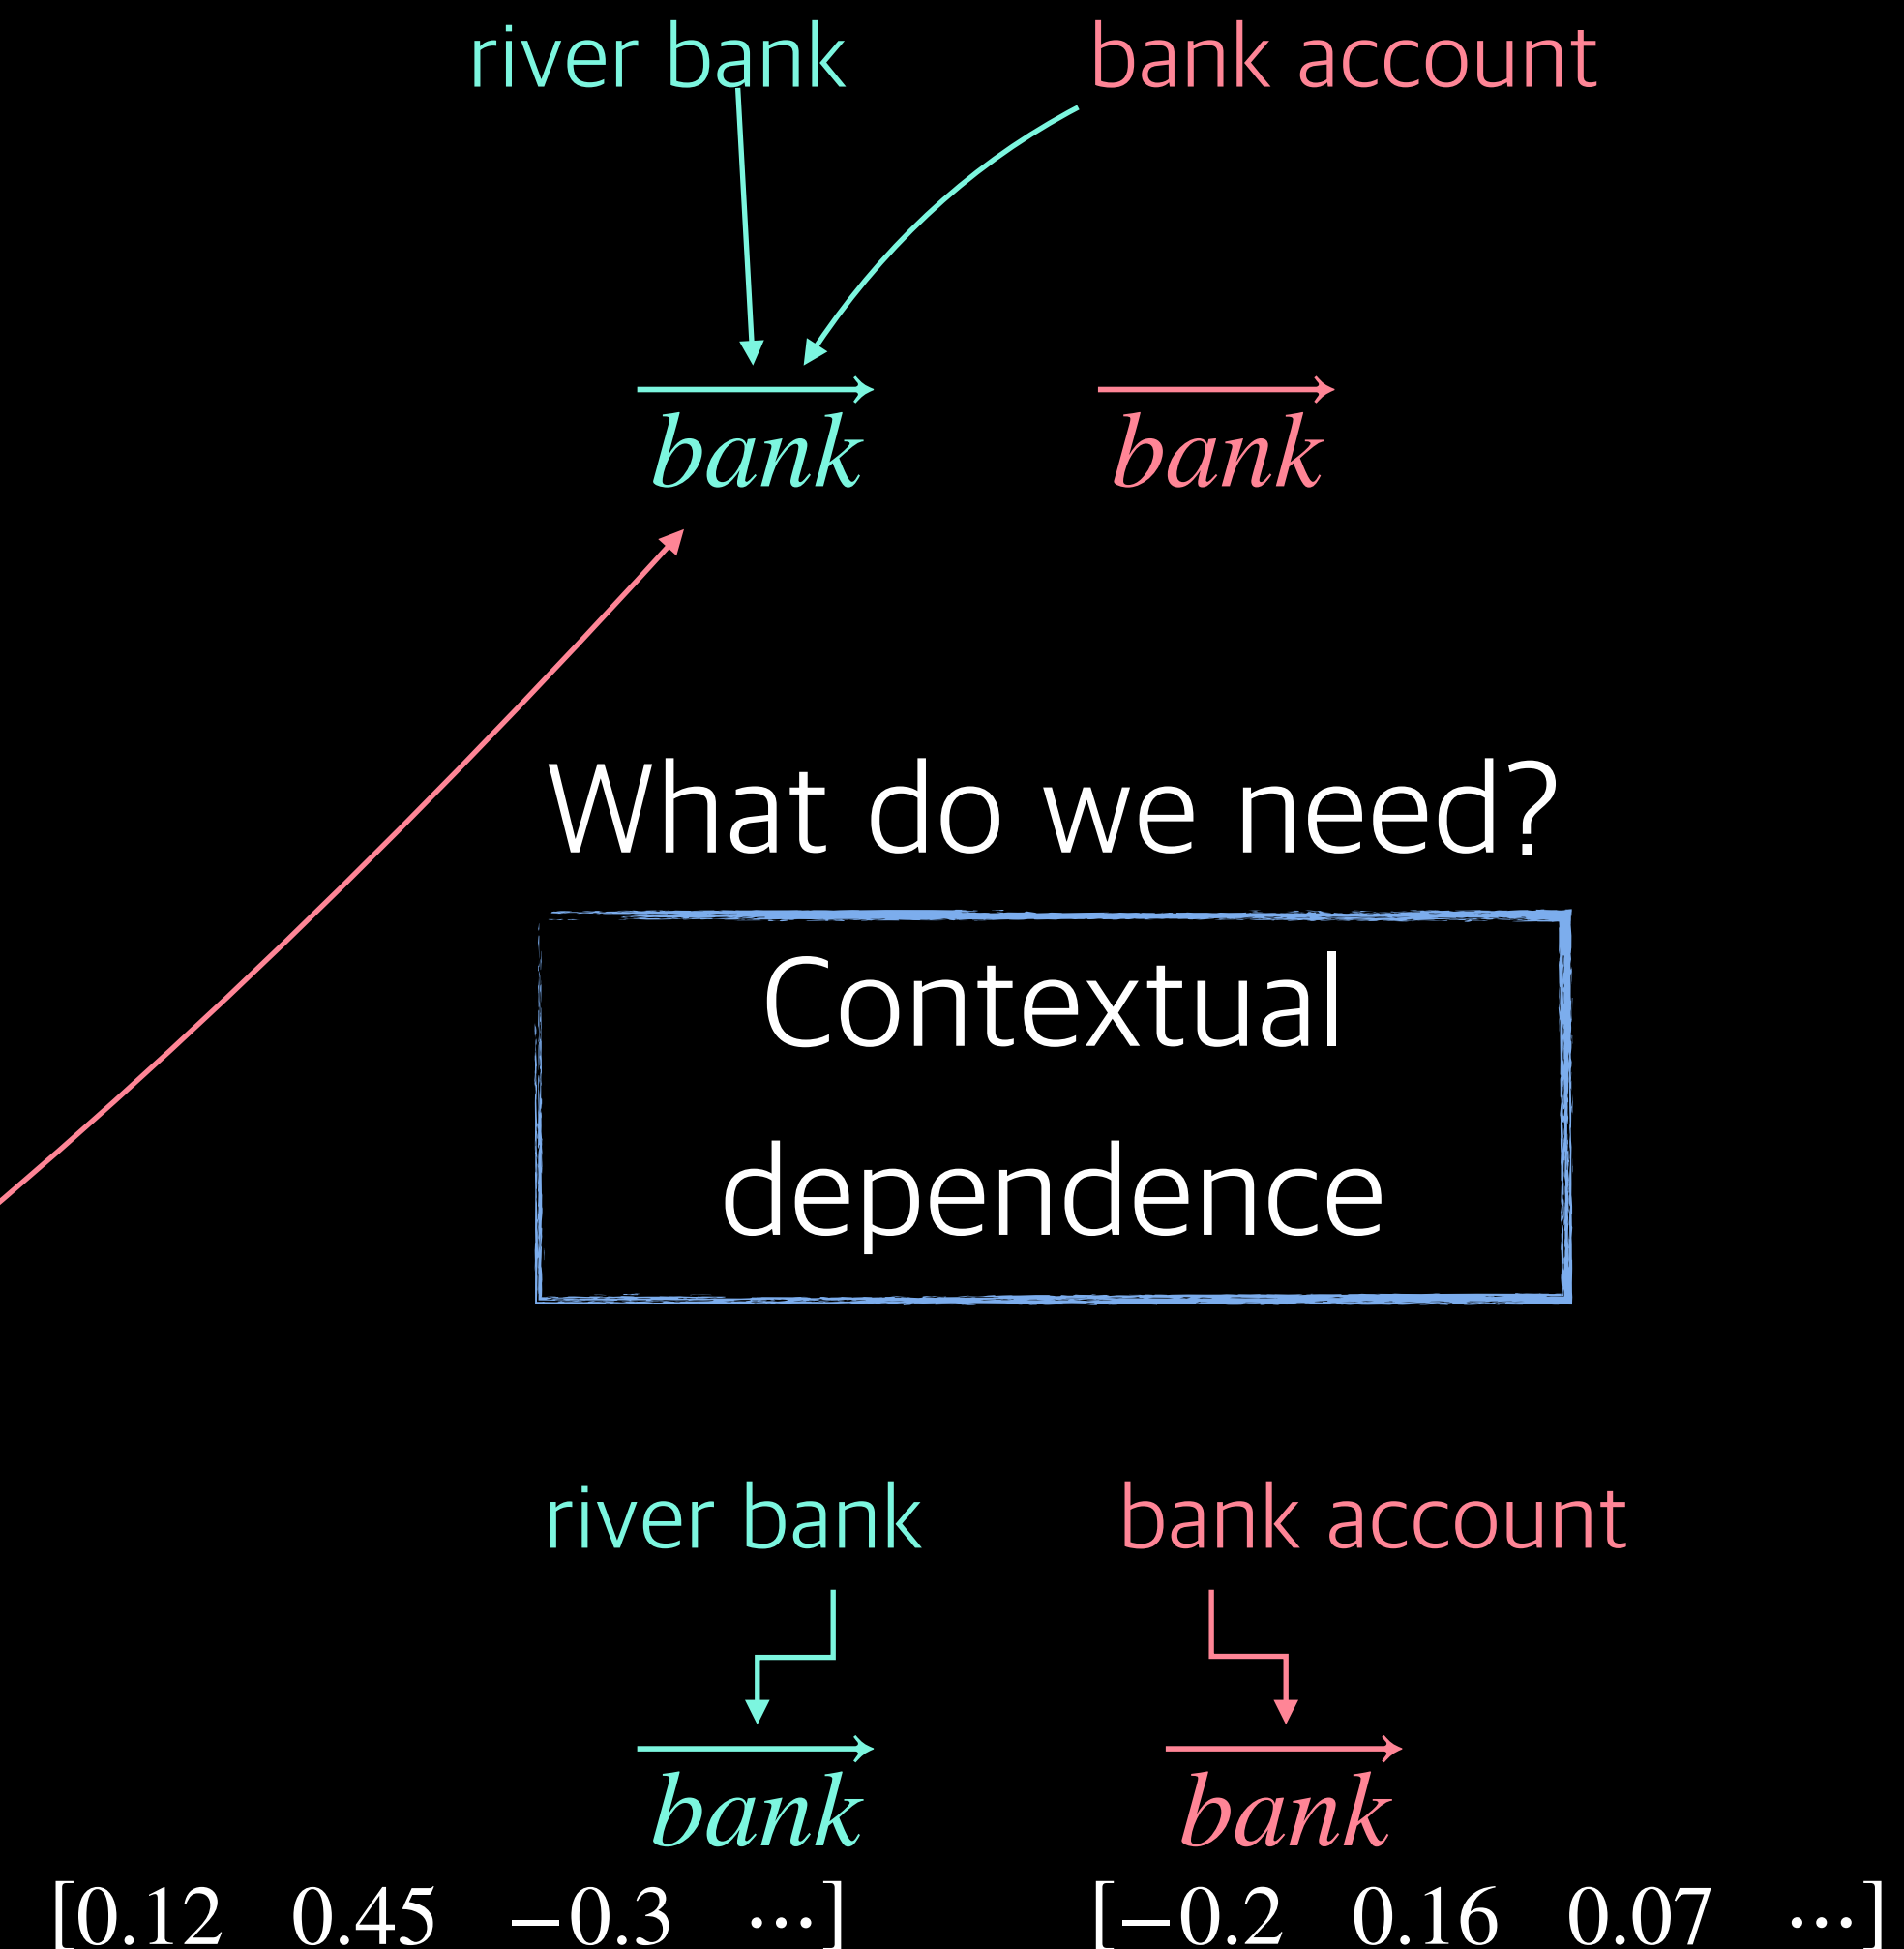 river bank bank account
bank bank
What do we need?
Contextual
dependence
river bank bank account
bank bank
[0.12 0.45 −0.3 ⋯] [−0.2 0.16 0.07 ⋯]